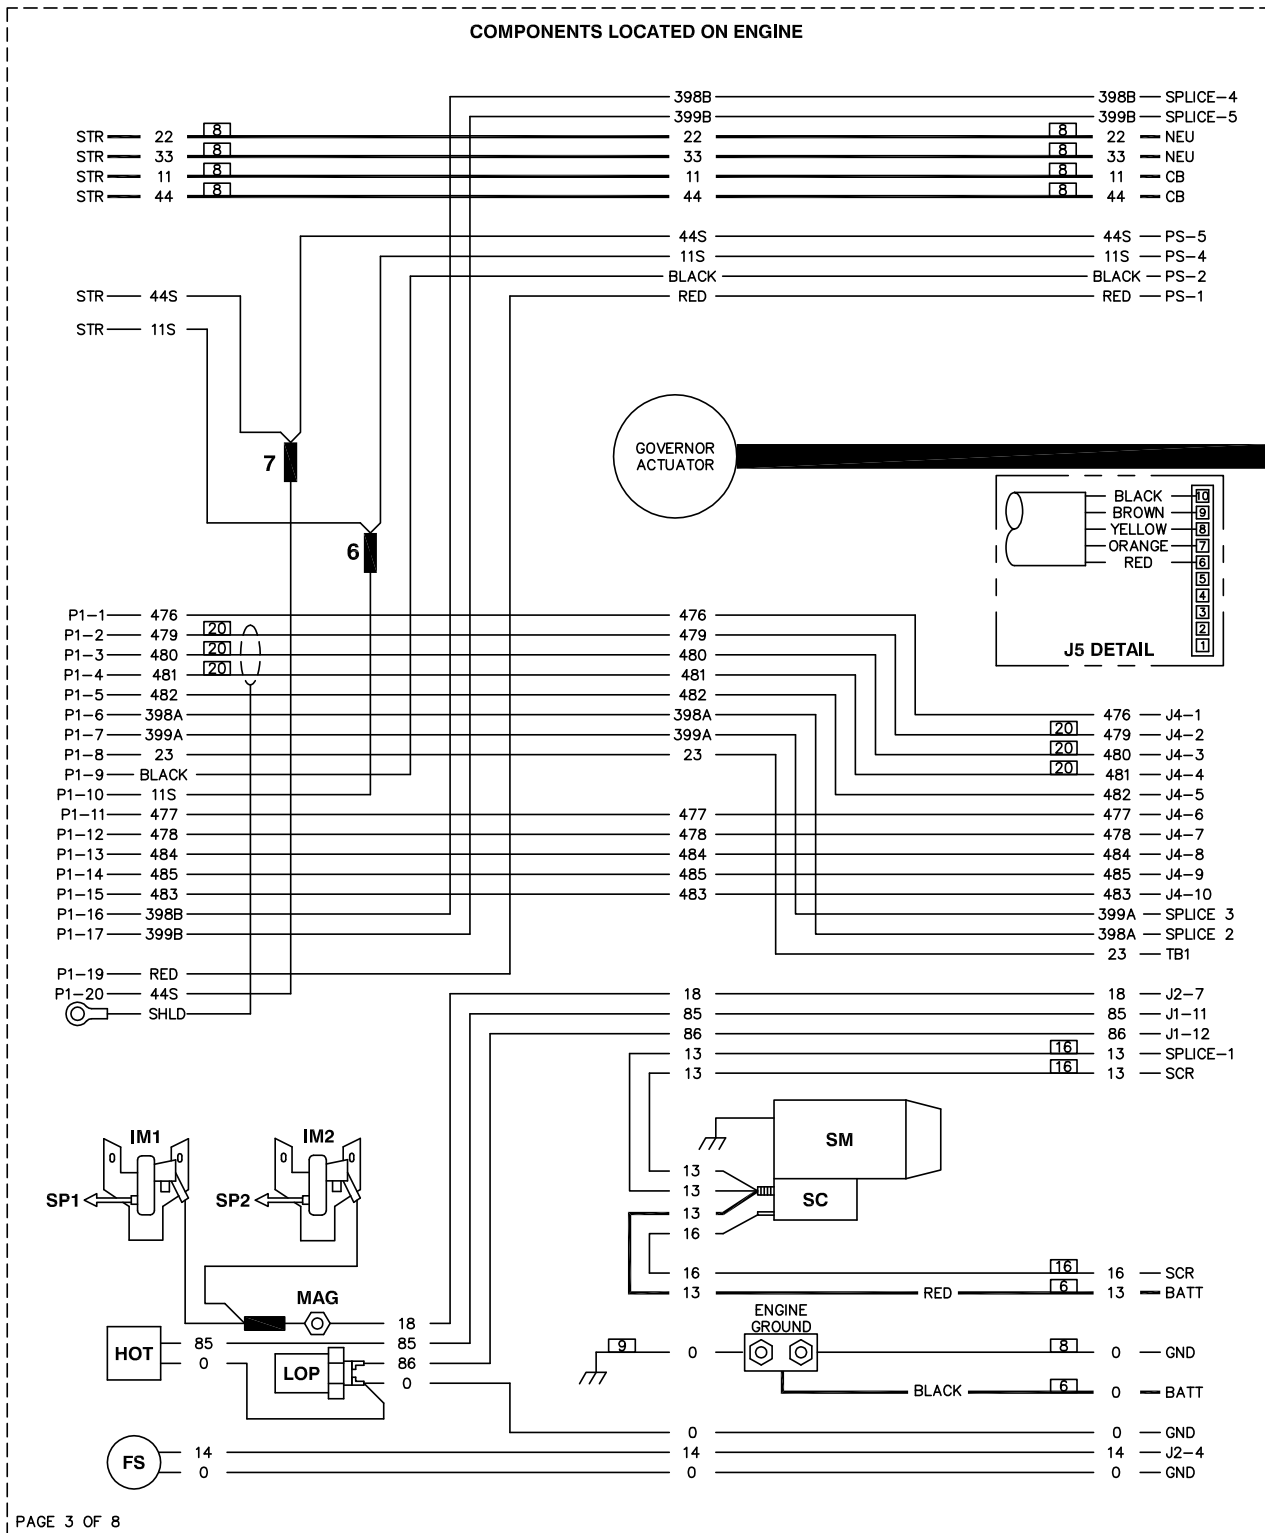 COMPONENTS LOCATED ON ENGINE
398B 398B SPLICE-4
399B 399B SPLICE-5
STR 22 8 22 8 22 NEU
STR 33 8 33 8 33 NEU
STR 11 8 11 8 11 CB
STR 44 8 44 8 44 CB
44S 44S PS-5
11S 11S PS-4
BLACK BLACK PS-2
STR 44S RED RED PS-1
STR 11S
GOVERNOR
ACTUATOR
7
BLACK 10
BROWN 9
YELLOW 8
ORANGE 7
RED 6
5
4
3
2
1
J5 DETAIL
6
P1-1 476 476
P1-2 479 20 479
P1-3 480 20 480
P1-4 481 20 481
P1-5 482 482
P1-6 398A 398A 476 J4-1
P1-7 399A 399A 20 479 J4-2
P1-8 23 23 20 480 J4-3
P1-9 BLACK 20 481 J4-4
P1-10 11S 482 J4-5
P1-11 477 477 477 J4-6
P1-12 478 478 478 J4-7
P1-13 484 484 484 J4-8
P1-14 485 485 485 J4-9
P1-15 483 483 483 J4-10
P1-16 398B 399A SPLICE 3
P1-17 399B 398A SPLICE 2
23 TB1
P1-19 RED
P1-20 44S 18 18 J2-7
SHLD 85 85 J1-11
86 86 J1-12
13 16 13 SPLICE-1
13 16 13 SCR
IM1 IM2 SM
13
SP1 SP2 13 SC
13
16
16 16 16 SCR
13 RED 6 13 BATT
MAG
18
ENGINE
GROUND
HOT 85 85
0 LOP 86
0
9 0 8 0 GND
BLACK 6 0 BATT
0 0 GND
FS 14 14 14 J2-4
0 0 0 GND
PAGE 3 OF 8